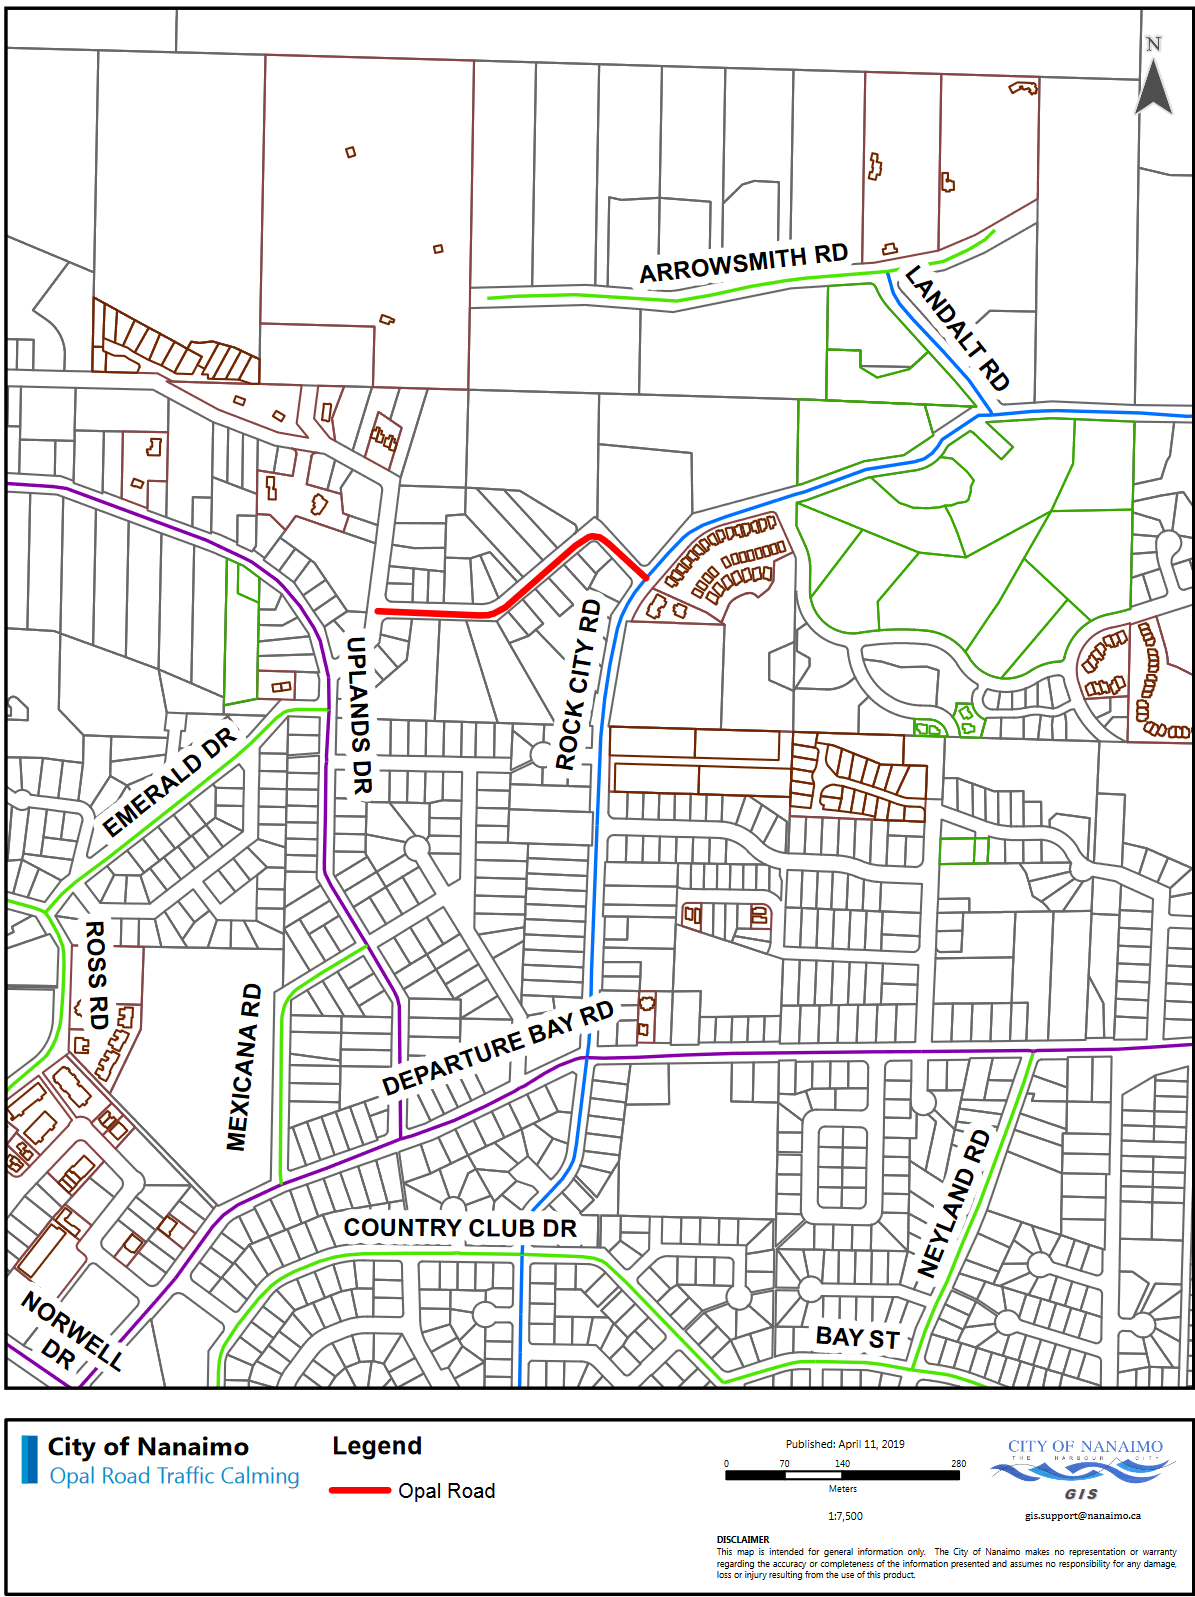 N
ARROWSMITH RD
LANDALT RD
ROCK CITY RD
UPLANDS DR
EMERALD DR
ROSS RD
MEXICANA RD
DEPARTURE BAY RD
NEYLAND RD
COUNTRY CLUB DR
NORWELL
DR
BAY ST
City of Nanaimo
Opal Road Traffic Calming
Legend
Opal Road
Published: April 11, 2019
0 70 140 280
Meters
1:7,500
CITY OF NANAIMO
THE HARBOUR CITY
GIS
gis.support@nanaimo.ca
DISCLAIMER
This map is intended for general information only. The City of Nanaimo makes no representation or warranty
regarding the accuracy or completeness of the information presented and assumes no responsibility for any damage,
loss or injury resulting from the use of this product.